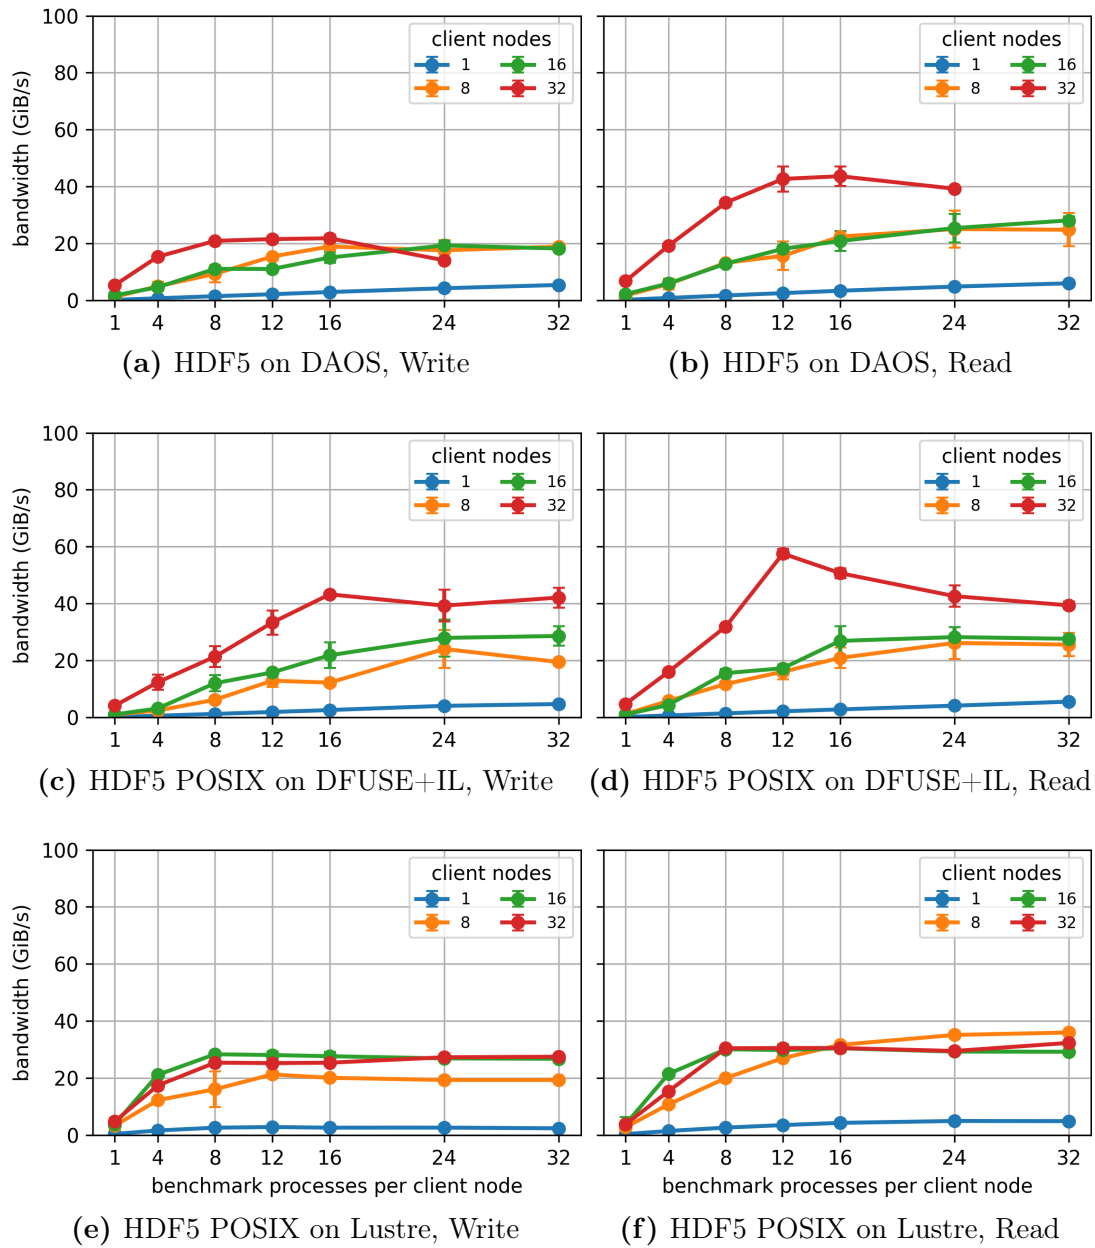 100
80
60
40
20
0
bandwidth (GiB/s)
client nodes
1 16
8 32
1 4 8 12 16 24 32
(a) HDF5 on DAOS, Write
client nodes
1 16
8 32
1 4 8 12 16 24 32
(b) HDF5 on DAOS, Read
100
80
60
40
20
0
bandwidth (GiB/s)
client nodes
1 16
8 32
1 4 8 12 16 24 32
(c) HDF5 POSIX on DFUSE+IL, Write
client nodes
1 16
8 32
1 4 8 12 16 24 32
(d) HDF5 POSIX on DFUSE+IL, Read
100
80
60
40
20
0
bandwidth (GiB/s)
client nodes
1 16
8 32
1 4 8 12 16 24 32
benchmark processes per client node
(e) HDF5 POSIX on Lustre, Write
client nodes
1 16
8 32
1 4 8 12 16 24 32
benchmark processes per client node
(f) HDF5 POSIX on Lustre, Read